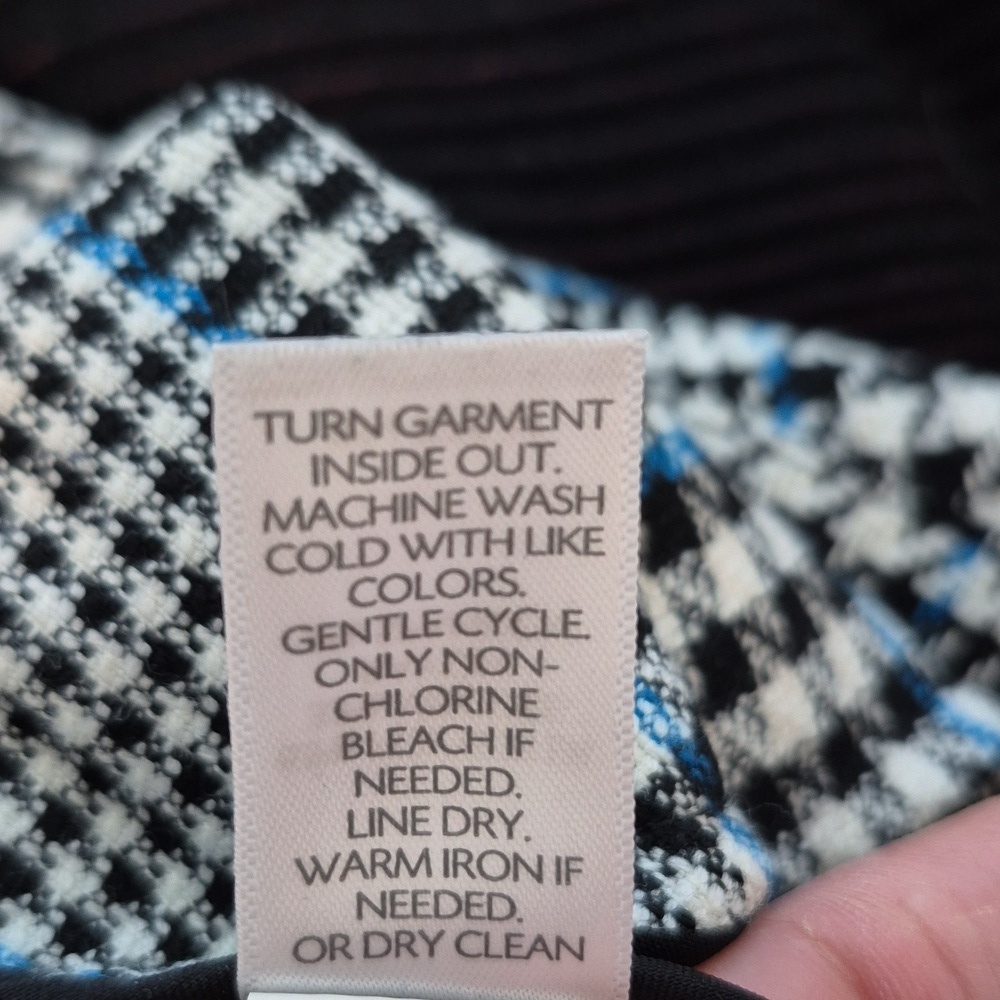 TURN GARMENT
INSIDE OUT.
MACHINE WASH
COLD WITH LIKE
COLORS.
GENTLE CYCLE.
ONLY NON-
CHLORINE
BLEACH IF
NEEDED.
LINE DRY.
WARM IRON IF
NEEDED.
OR DRY CLEAN